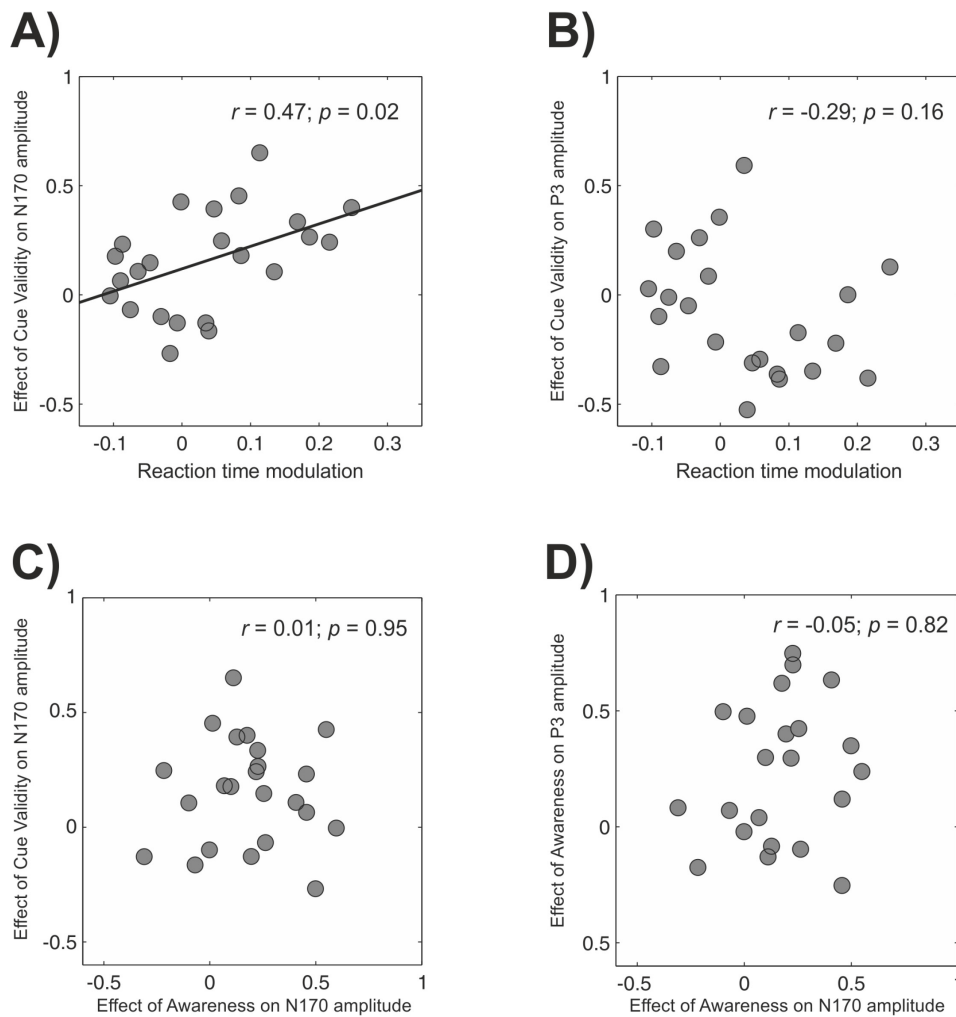 A)
r = 0.47; p = 0.02
Effect of Cue Validity on N170 amplitude
1
0.5
0
-0.5
-0.1
0
0.1
0.2
0.3
Reaction time modulation
B)
r = -0.29; p = 0.16
Effect of Cue Validity on P3 amplitude
1
0.5
0
-0.5
-0.1
0
0.1
0.2
0.3
Reaction time modulation
C)
r = 0.01; p = 0.95
Effect of Cue Validity on N170 amplitude
1
0.5
0
-0.5
-0.5
0
0.5
1
Effect of Awareness on N170 amplitude
D)
r = -0.05; p = 0.82
Effect of Awareness on P3 amplitude
1
0.5
0
0.5
-0.5
0
0.5
1
Effect of Awareness on N170 amplitude